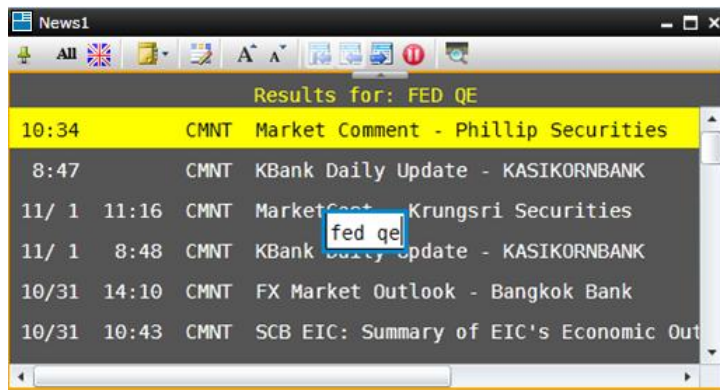 News1
All
A A
Results for: FED QE
10:34 CMNT Market Comment - Phillip Securities
8:47 CMNT KBank Daily Update - KASIKORNBANK
11/ 1 11:16 CMNT Krungsri Securities
fed qe
11/ 1 8:48 CMNT KBank Update - KASIKORNBANK
10/31 14:10 CMNT FX Market Outlook - Bangkok Bank
10/31 10:43 CMNT SCB EIC: Summary of EIC's Economic Out